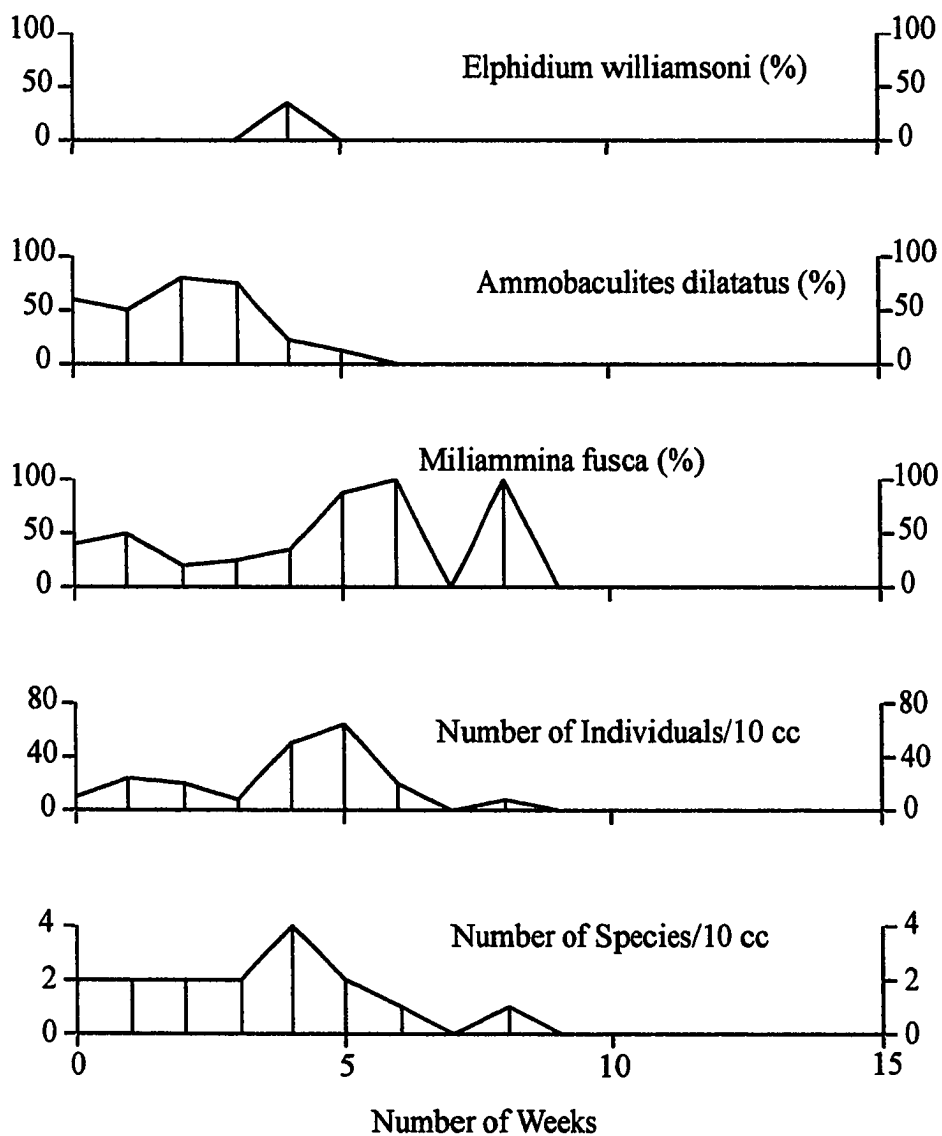 100 100
Elphidium williamsoni (%)
50 50
0 0
100 100
Ammobaculites dilatatus (%)
50 50
0 0
Miliammina fusca (%)
100 100
50 50
0 0
80 80
Number of Individuals/10 cc
40 40
0 0
4 4
Number of Species/10 cc
2 2
0 0
0 5 10 15
Number of Weeks